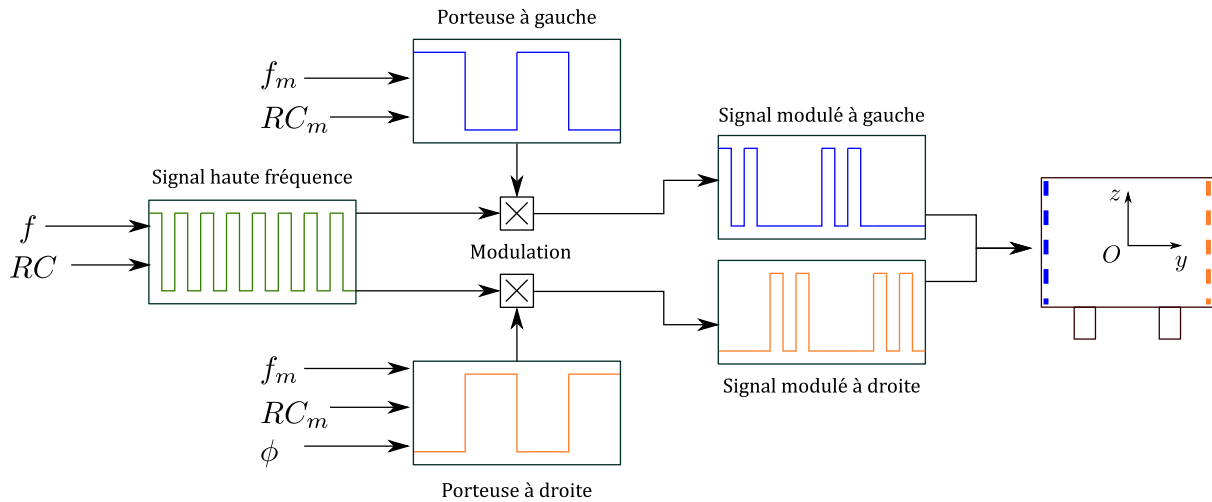 Porteuse à gauche
f_m
RC_m
Signal haute fréquence
f
RC
Modulation
Signal modulé à gauche
z
O
y
Signal modulé à droite
f_m
RC_m
ϕ
Porteuse à droite